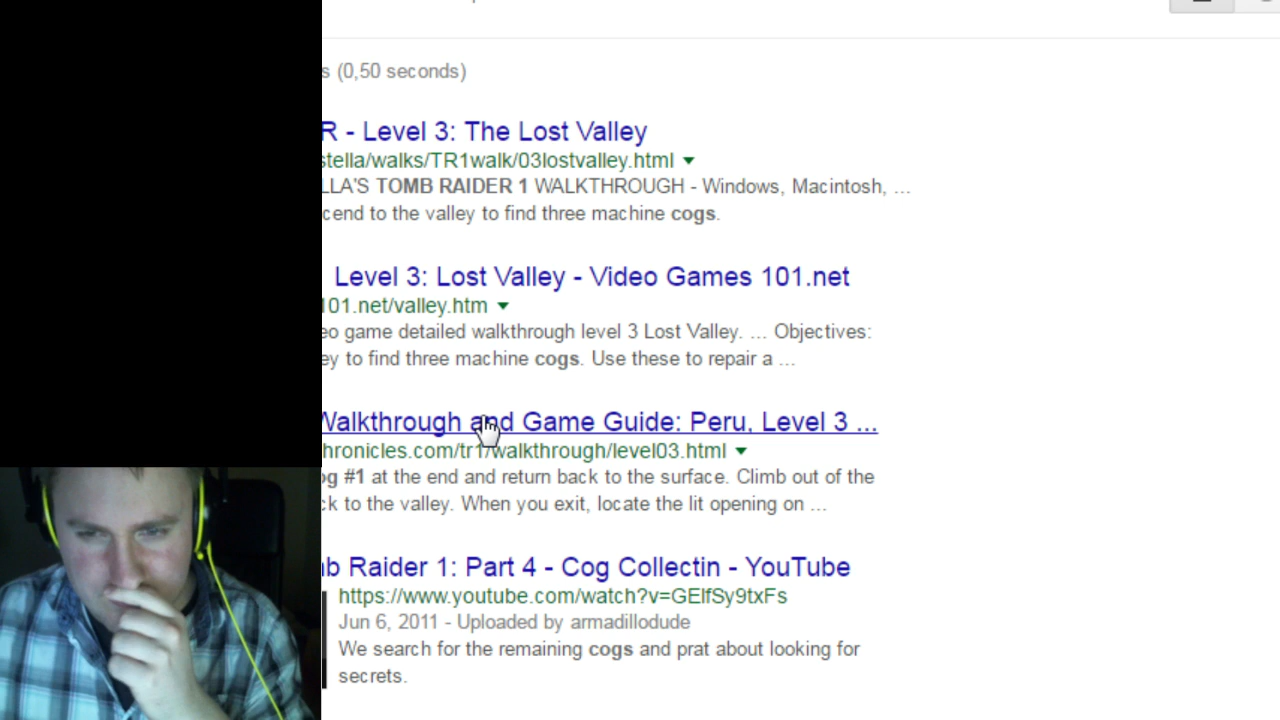 s (0,50 seconds)
R - Level 3: The Lost Valley
stella/walks/TR1walk/03lostvalley.html
LLA'S TOMB RAIDER 1 WALKTHROUGH - Windows, Macintosh, ...
cend to the valley to find three machine cogs.
Level 3: Lost Valley - Video Games 101.net
101.net/valley.htm
eo game detailed walkthrough level 3 Lost Valley. ... Objectives:
ey to find three machine cogs. Use these to repair a ...
Walkthrough and Game Guide: Peru, Level 3 ...
hronicles.com/tr1/walkthrough/level03.html
og #1 at the end and return back to the surface. Climb out of the
ck to the valley. When you exit, locate the lit opening on ...
b Raider 1: Part 4 - Cog Collectin - YouTube
https://www.youtube.com/watch?v=GElfSy9txFs
Jun 6, 2011 - Uploaded by armadillodude
We search for the remaining cogs and prat about looking for
secrets.